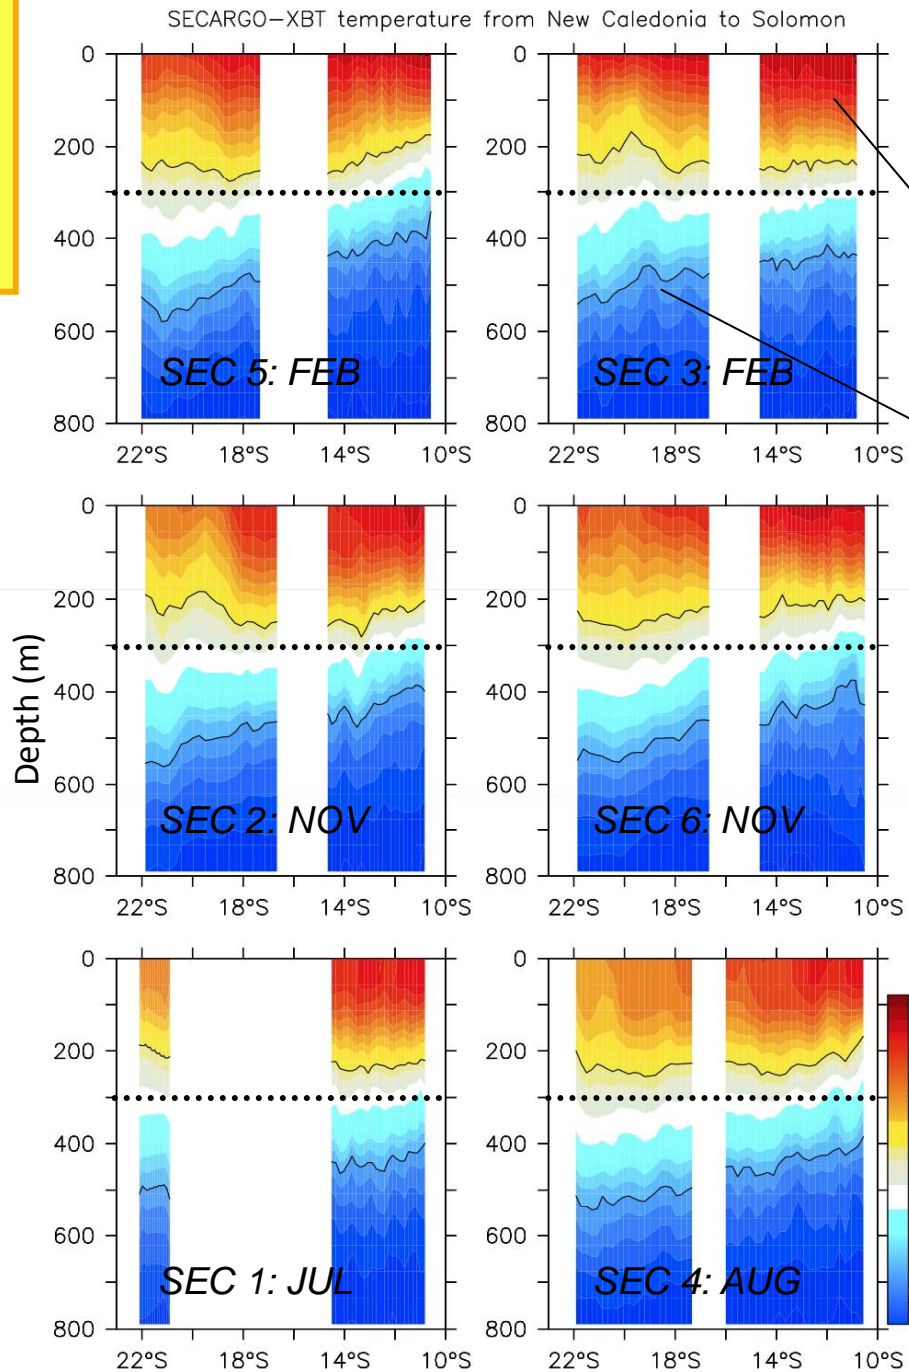 SECARGO-XBT temperature from New Caledonia to Solomon
0
200
400
600
800
22°S 18°S 14°S 10°S
SEC 5: FEB
0
200
400
600
800
22°S 18°S 14°S 10°S
SEC 3: FEB
Depth (m)
0
200
400
600
800
22°S 18°S 14°S 10°S
SEC 2: NOV
0
200
400
600
800
22°S 18°S 14°S 10°S
SEC 6: NOV
0
200
400
600
800
22°S 18°S 14°S 10°S
SEC 1: JUL
0
200
400
600
800
22°S 18°S 14°S 10°S
SEC 4: AUG